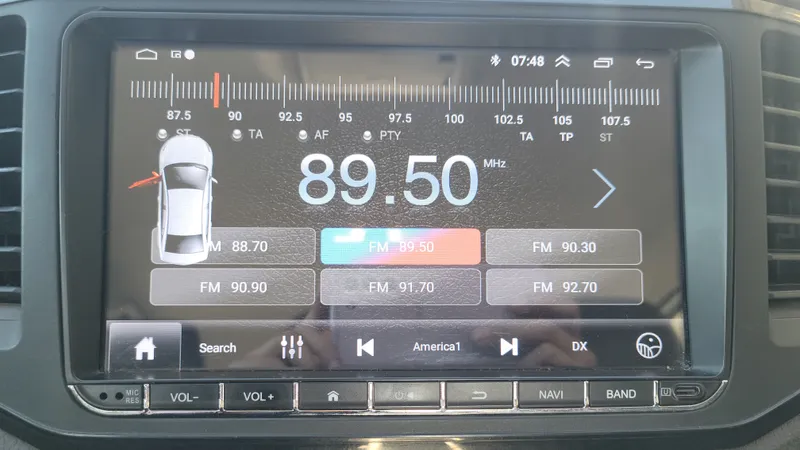 07:48
87.5 90 92.5 95 97.5 100 102.5 105 107.5
ST TA AF PTY TA TP ST
89.50 MHz
88.70 FM 89.50 FM 90.30
FM 90.90 FM 91.70 FM 92.70
Search America1 DX
MIC RES VOL- VOL+ NAVI BAND